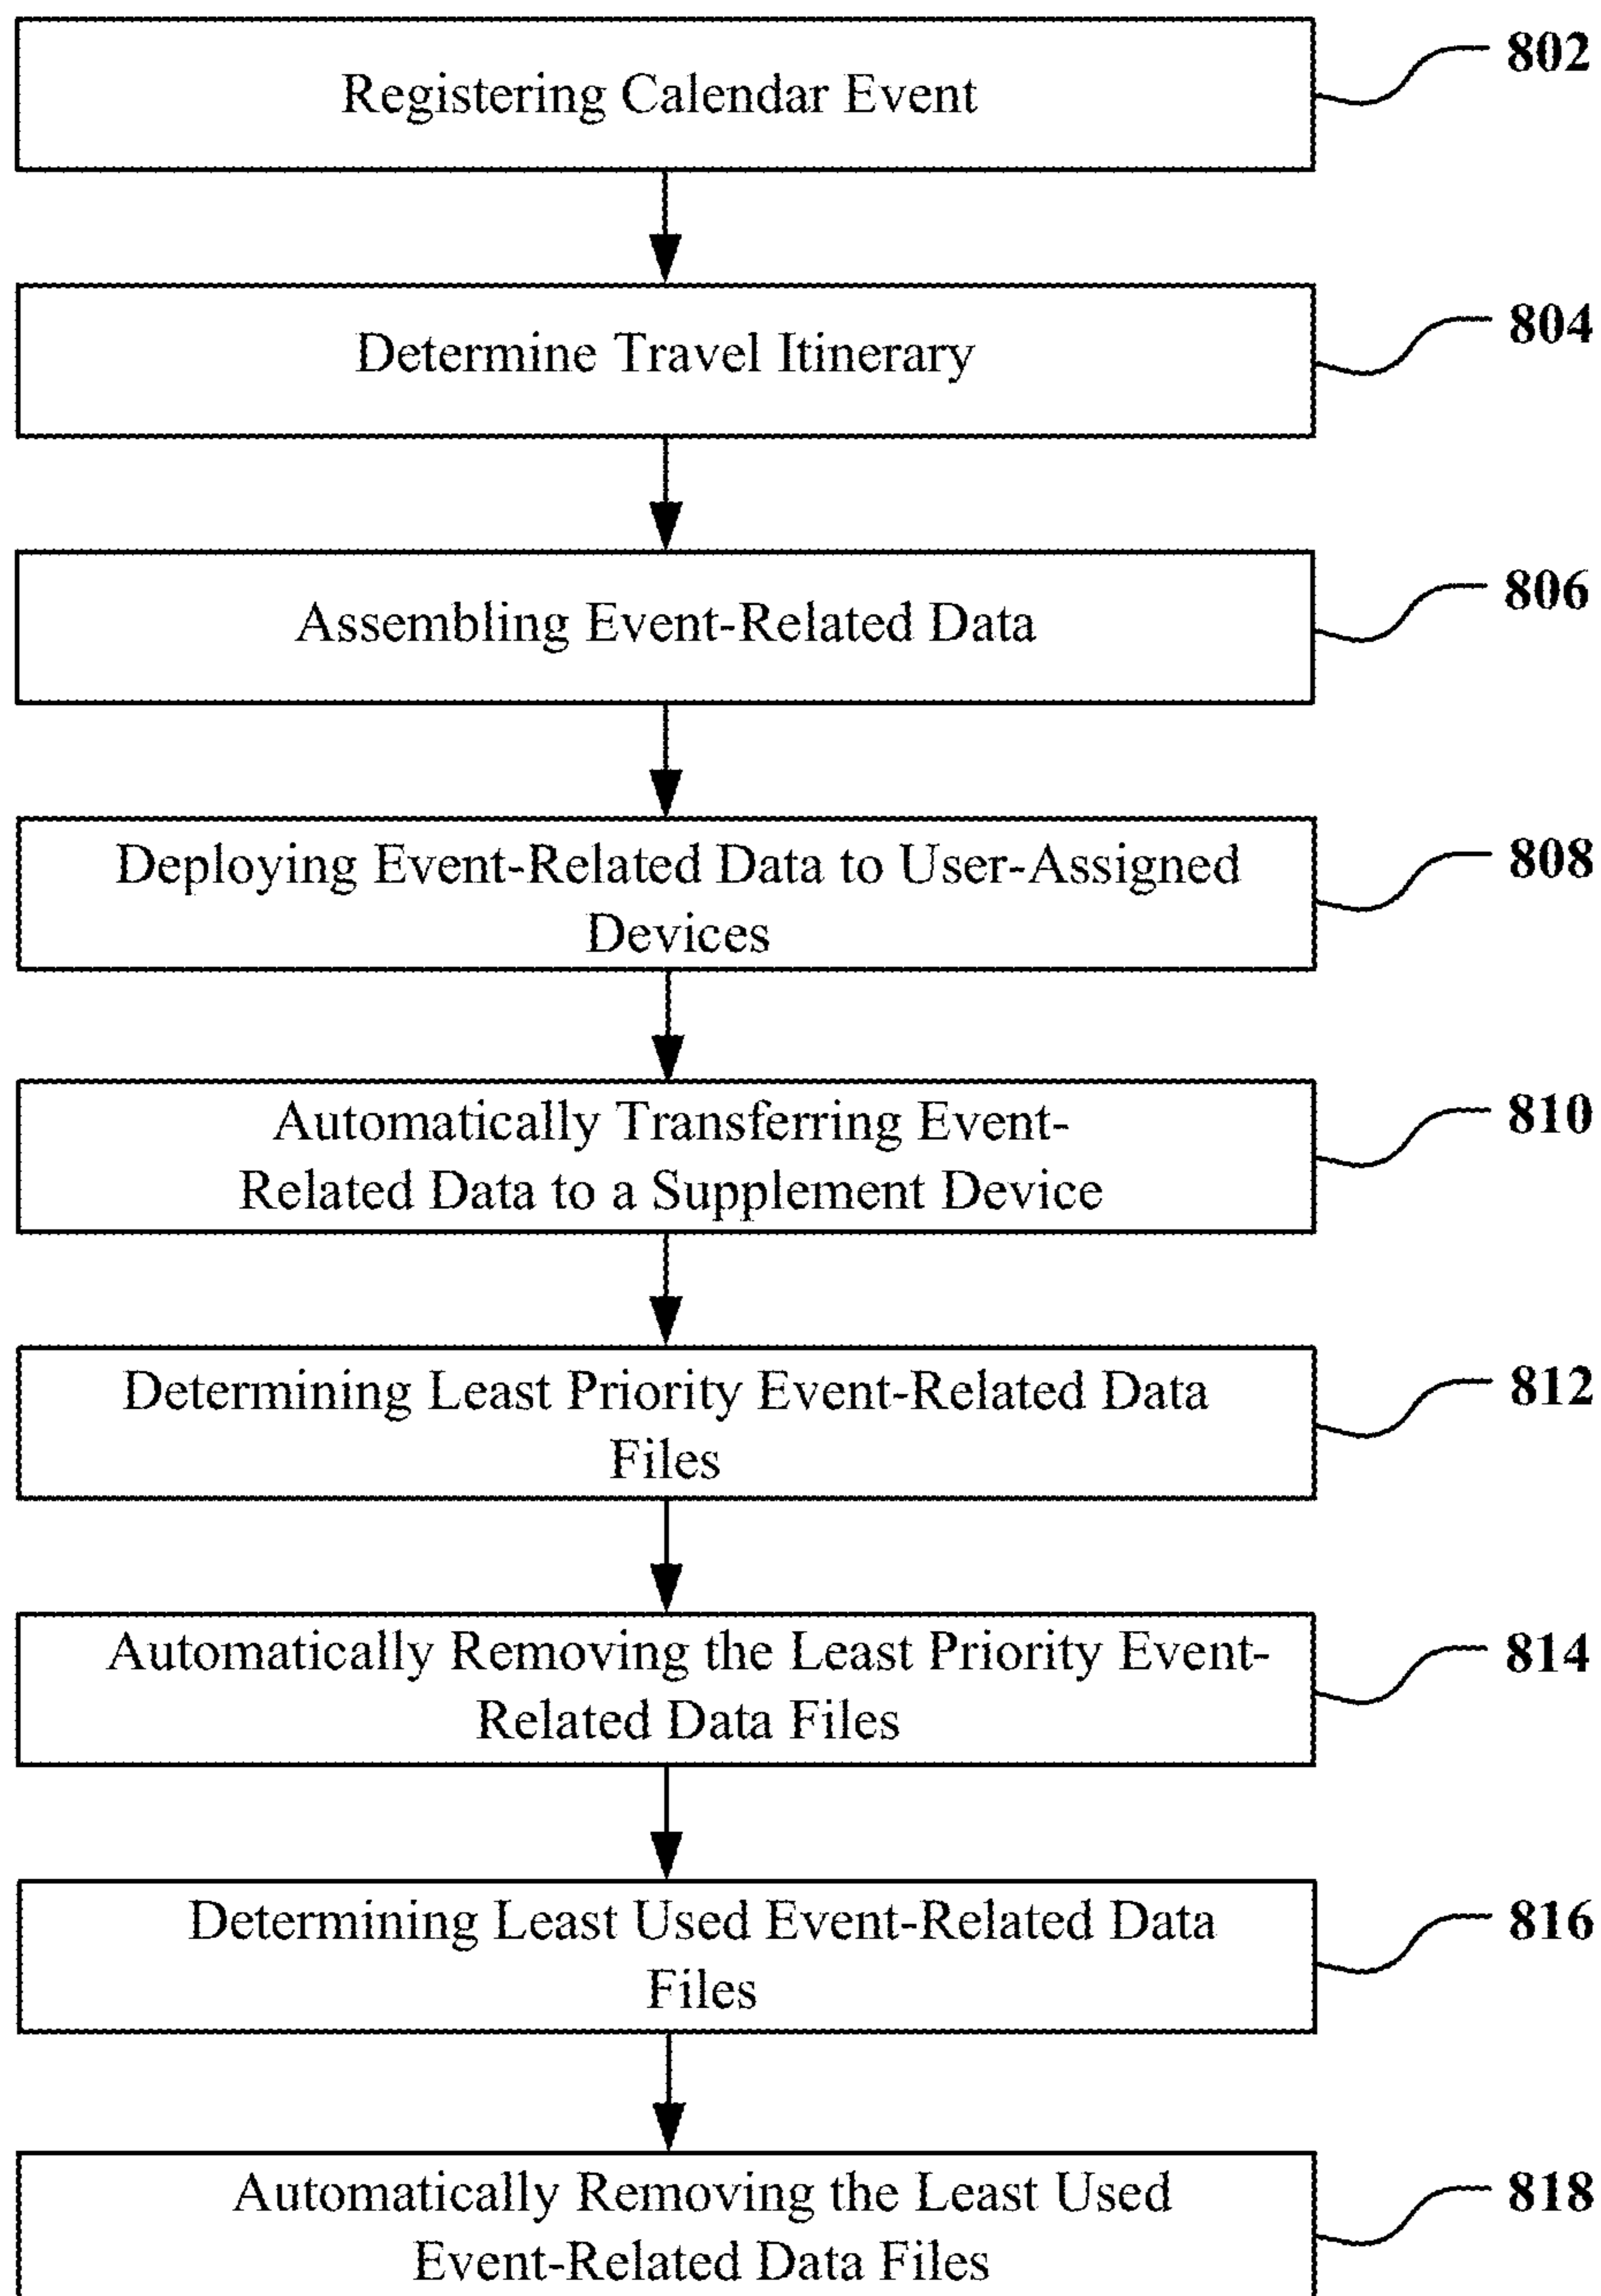 Registering Calendar Event
802
Determine Travel Itinerary
804
Assembling Event-Related Data
806
Deploying Event-Related Data to User-Assigned
Devices
808
Automatically Transferring Event-
Related Data to a Supplement Device
810
Determining Least Priority Event-Related Data
Files
812
Automatically Removing the Least Priority Event-
Related Data Files
814
Determining Least Used Event-Related Data
Files
816
Automatically Removing the Least Used
Event-Related Data Files
818